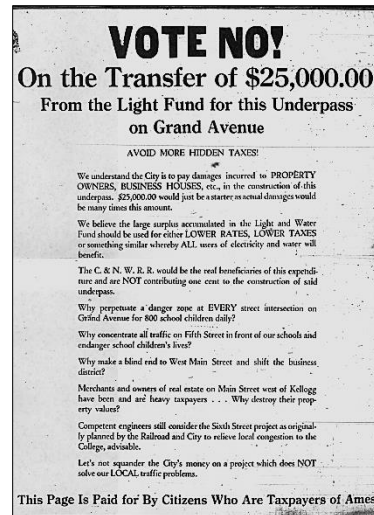 VOTE NO!
On the Transfer of $25,000.00
From the Light Fund for this Underpass
on Grand Avenue
AVOID MORE HIDDEN TAXES!
We understand the City is to pay damages incurred to PROPERTY
OWNERS, BUSINESS HOUSES, etc., in the construction of this
underpass. $25,000.00 would just be a starter as actual damages would
be many times this amount.
We believe the large surplus accumulated in the Light and Water
Fund should be used for either LOWER RATES, LOWER TAXES
or something similar whereby ALL users of electricity and water will
benefit.
The C. & N. W. R. R. would be the real beneficiaries of this expendi-
ture and are NOT contributing one cent to the construction of said
underpass.
Why perpetuate a danger zone at EVERY street intersection on
Grand Avenue for 800 school children daily?
Why concentrate all traffic on Fifth Street in front of our schools and
endanger school children's lives?
Why make a blind end to West Main Street and shift the business
district?
Merchants and owners of real estate on Main Street west of Kellogg
have been and are heavy taxpayers . . . Why destroy their prop-
erty values?
Competent engineers still consider the Sixth Street project as original-
ly planned by the Railroad and City to relieve local congestion to the
College, advisable.
Let's not squander the City's money on a project which does NOT
solve our LOCAL traffic problems.
This Page Is Paid for By Citizens Who Are Taxpayers of Ames